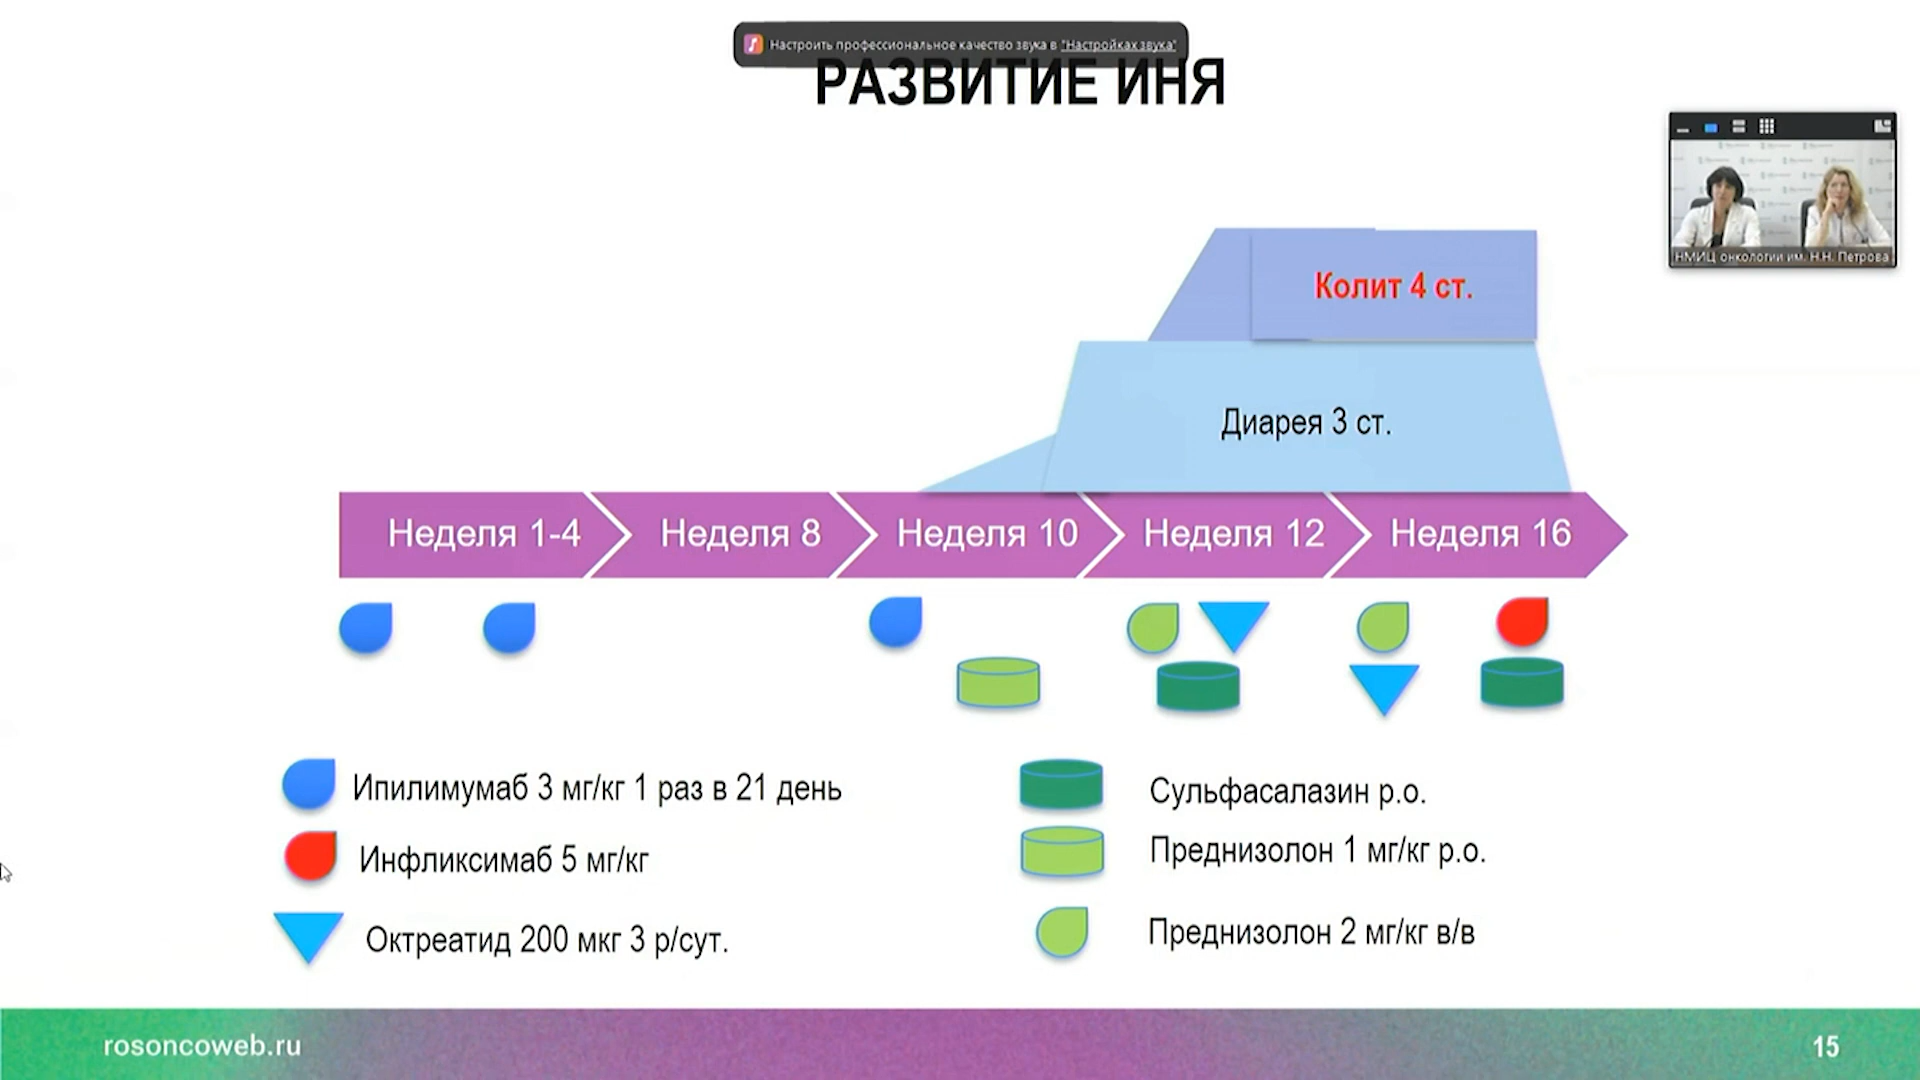 Настроить профессиональное качество звука в "Настройках звука"
РАЗВИТИЕ ИНЯ
НМИЦ онкологии им. Н.Н. Петрова
Колит 4 ст.
Диарея 3 ст.
Неделя 1-4
Неделя 8
Неделя 10
Неделя 12
Неделя 16
Ипилимумаб 3 мг/кг 1 раз в 21 день
Инфликсимаб 5 мг/кг
Октреатид 200 мкг 3 р/сут.
Сульфасалазин р.о.
Преднизолон 1 мг/кг р.о.
Преднизолон 2 мг/кг в/в
rosoncoweb.ru
15